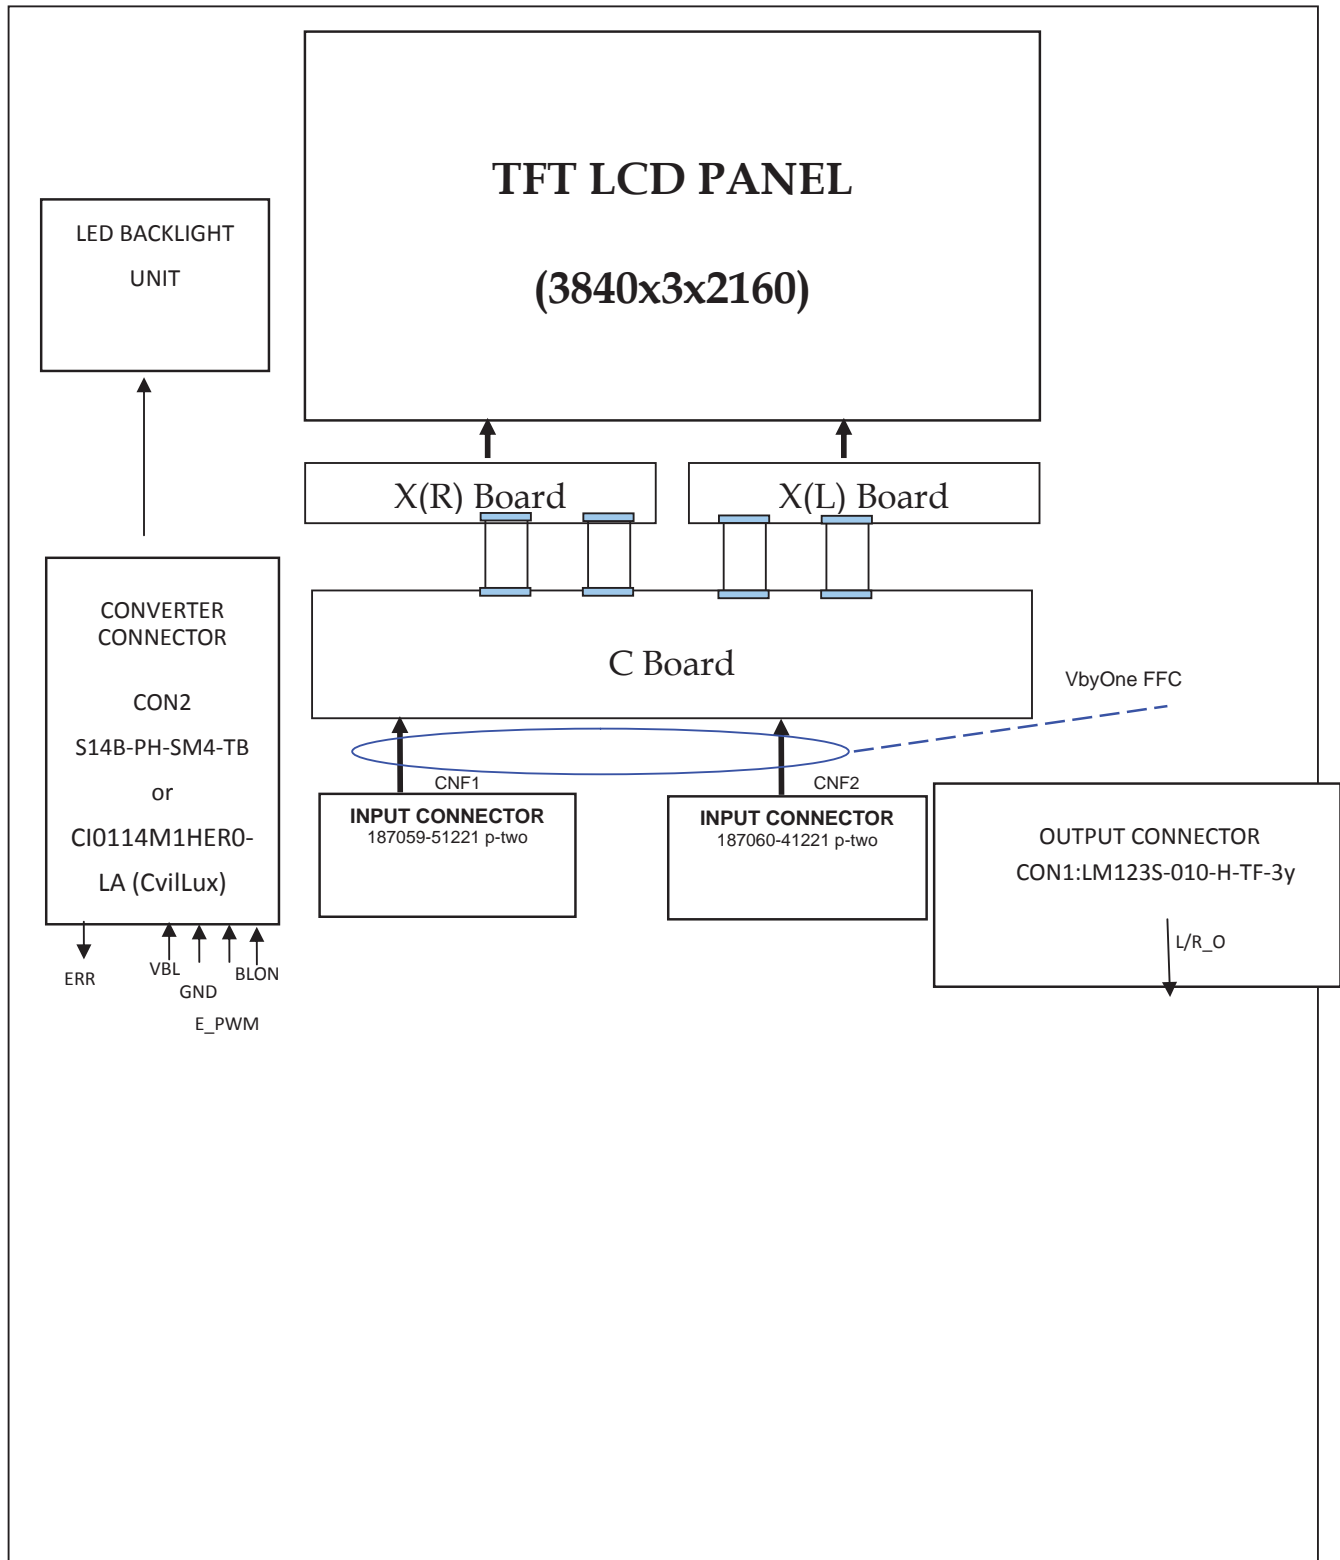 TFT LCD PANEL
(3840x3x2160)
LED BACKLIGHT
UNIT
X(R) Board
X(L) Board
CONVERTER
CONNECTOR
CON2
S14B-PH-SM4-TB
or
CI0114M1HER0-
LA (CvilLux)
C Board
VbyOne FFC
CNF1
CNF2
INPUT CONNECTOR
187059-51221 p-two
INPUT CONNECTOR
187060-41221 p-two
OUTPUT CONNECTOR
CON1:LM123S-010-H-TF-3y
L/R_O
ERR
VBL
GND
E_PWM
BLON